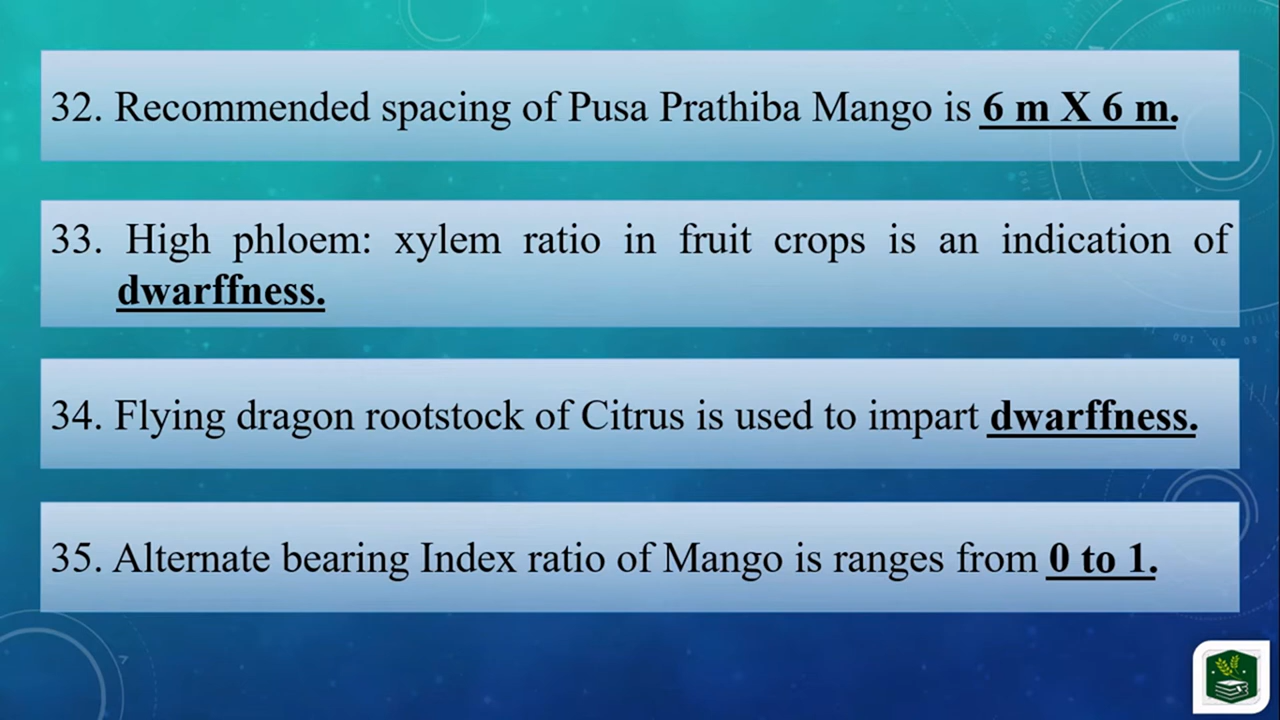 32. Recommended spacing of Pusa Prathiba Mango is 6 m X 6 m.
33. High phloem: xylem ratio in fruit crops is an indication of
dwarffness.
34. Flying dragon rootstock of Citrus is used to impart dwarffness.
35. Alternate bearing Index ratio of Mango is ranges from 0 to 1.